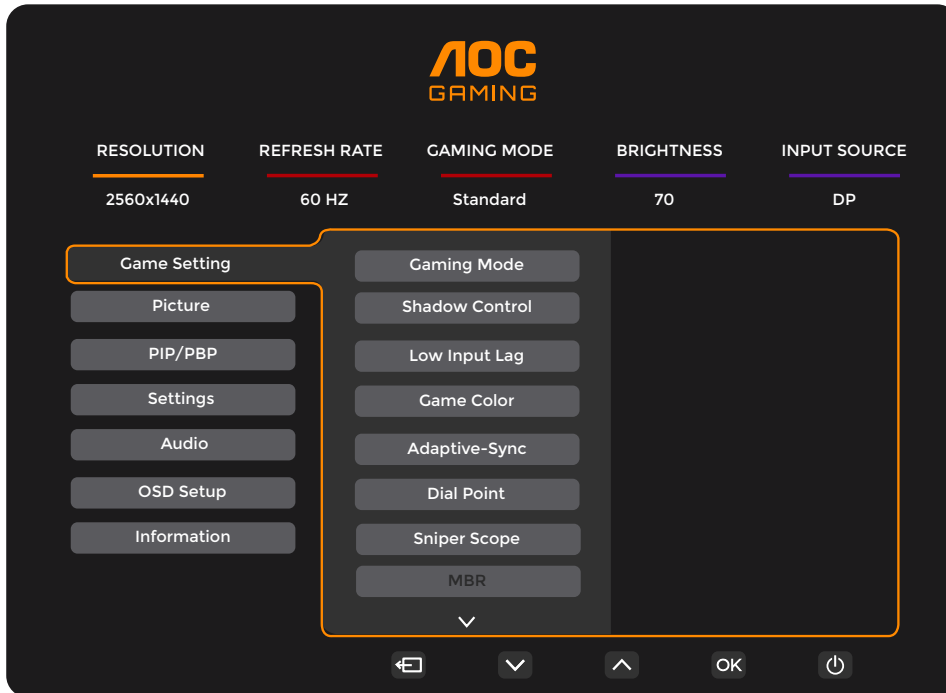 AOC
GAMING
RESOLUTION REFRESH RATE GAMING MODE BRIGHTNESS INPUT SOURCE
2560x1440 60 HZ Standard 70 DP
Game Setting
Picture
PIP/PBP
Settings
Audio
OSD Setup
Information
Gaming Mode
Shadow Control
Low Input Lag
Game Color
Adaptive-Sync
Dial Point
Sniper Scope
MBR
OK